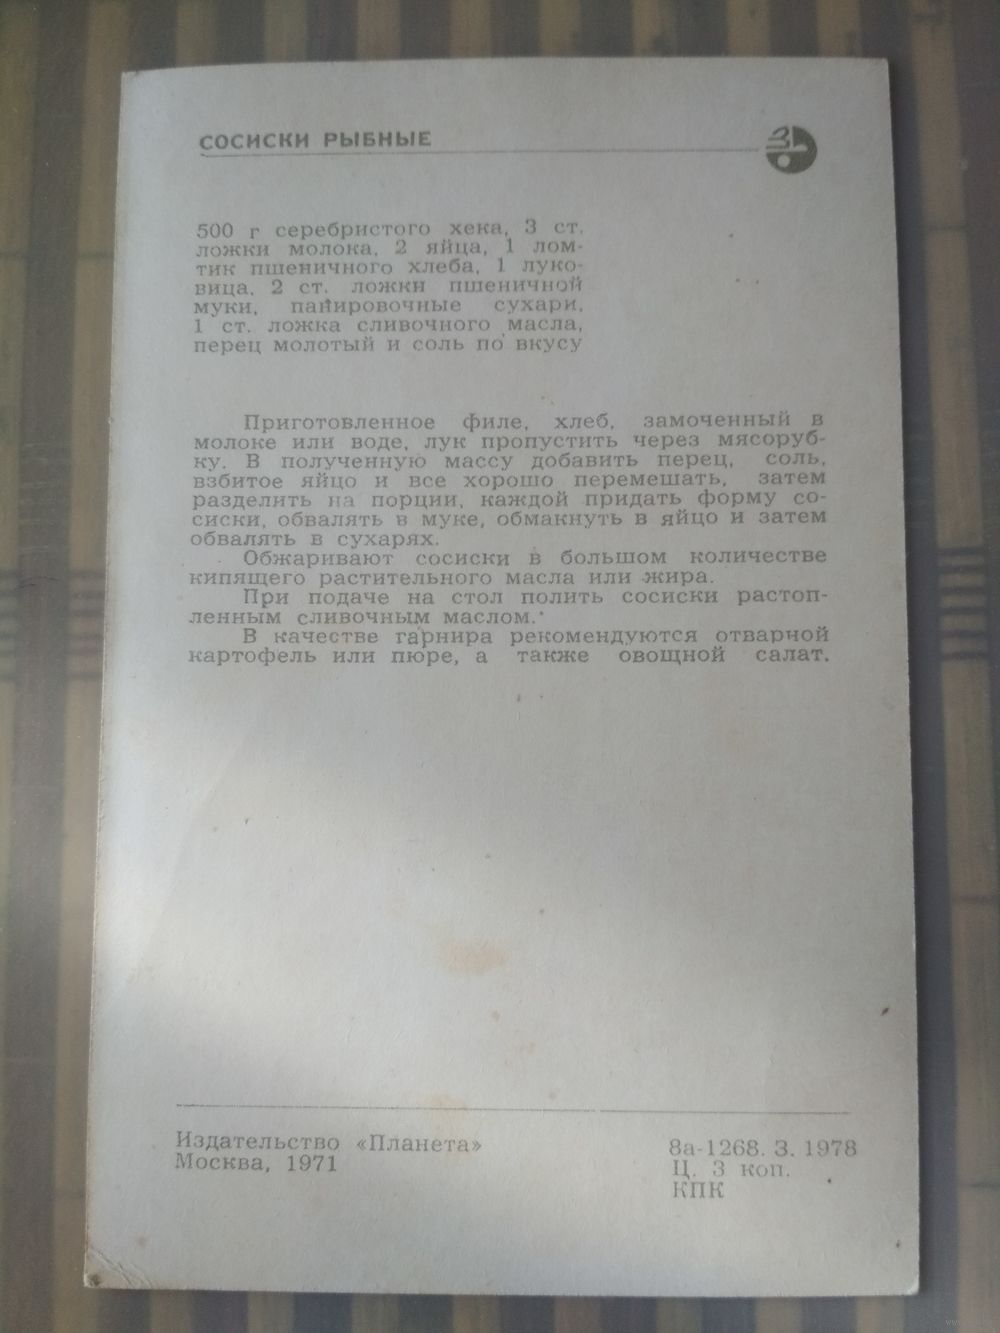 СОСИСКИ РЫБНЫЕ
500 г серебристого хека, 3 ст.
ложки молока, 2 яйца, 1 лом-
тик пшеничного хлеба, 1 луко-
вица, 2 ст. ложки пшеничной
муки, панировочные сухари,
1 ст. ложка сливочного масла,
перец молотый и соль по вкусу
Приготовленное филе, хлеб, замоченный в
молоке или воде, лук пропустить через мясоруб-
ку. В полученную массу добавить перец, соль,
взбитое яйцо и все хорошо перемешать, затем
разделить на порции, каждой придать форму со-
сиски, обвалять в муке, обмакнуть в яйцо и затем
обвалять в сухарях.
Обжаривают сосиски в большом количестве
кипящего растительного масла или жира.
При подаче на стол полить сосиски растоп-
ленным сливочным маслом.
В качестве гарнира рекомендуются отварной
картофель или пюре, а также овощной салат.
Издательство «Планета»
Москва, 1971
8а-1268. З. 1978
Ц. 3 коп.
КПК